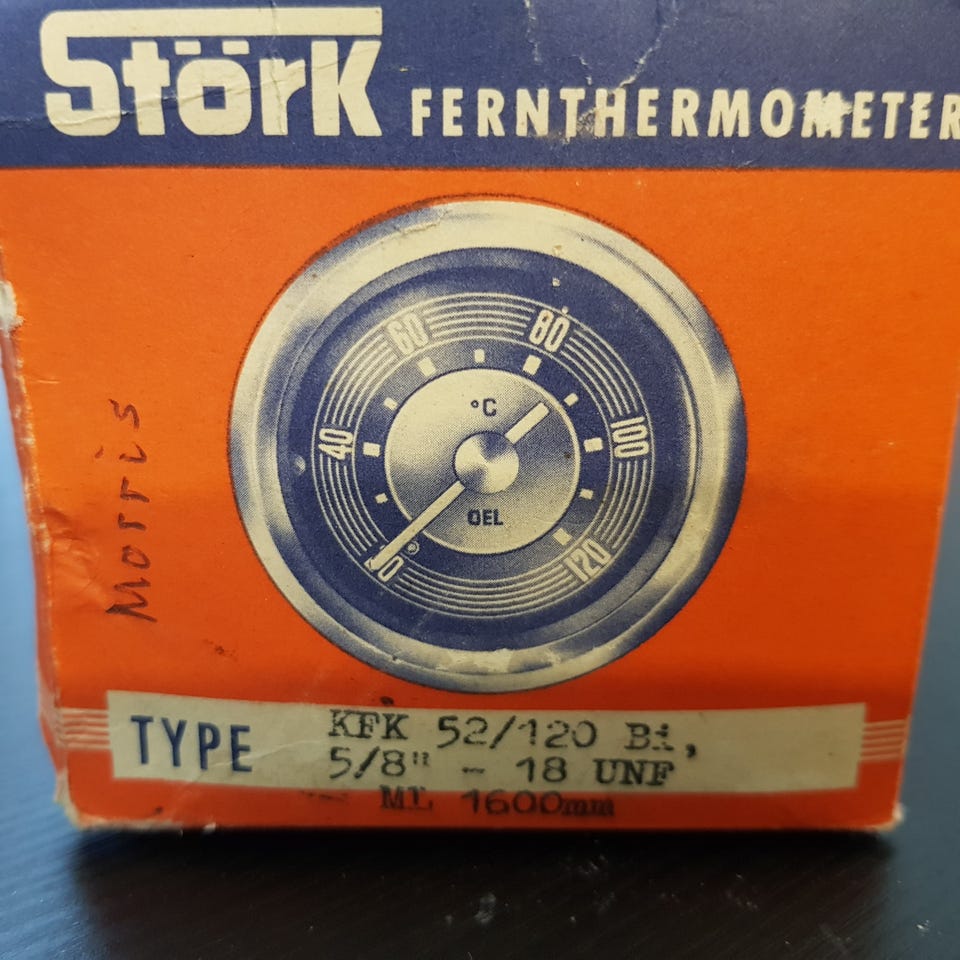 Störk FERNTHERMOMETER
60 80
°C
40 100
OEL
120
Morris
TYPE KFK 52/120 Bi,
5/8" - 18 UNF
ML 1600mm